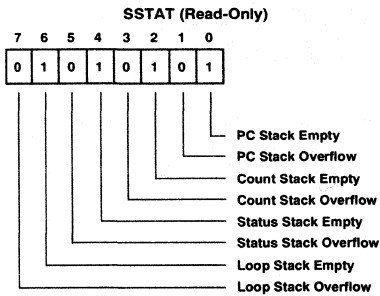 SSTAT (Read-Only)
7 6 5 4 3 2 1 0
0 1 0 1 0 1 0 1
PC Stack Empty
PC Stack Overflow
Count Stack Empty
Count Stack Overflow
Status Stack Empty
Status Stack Overflow
Loop Stack Empty
Loop Stack Overflow